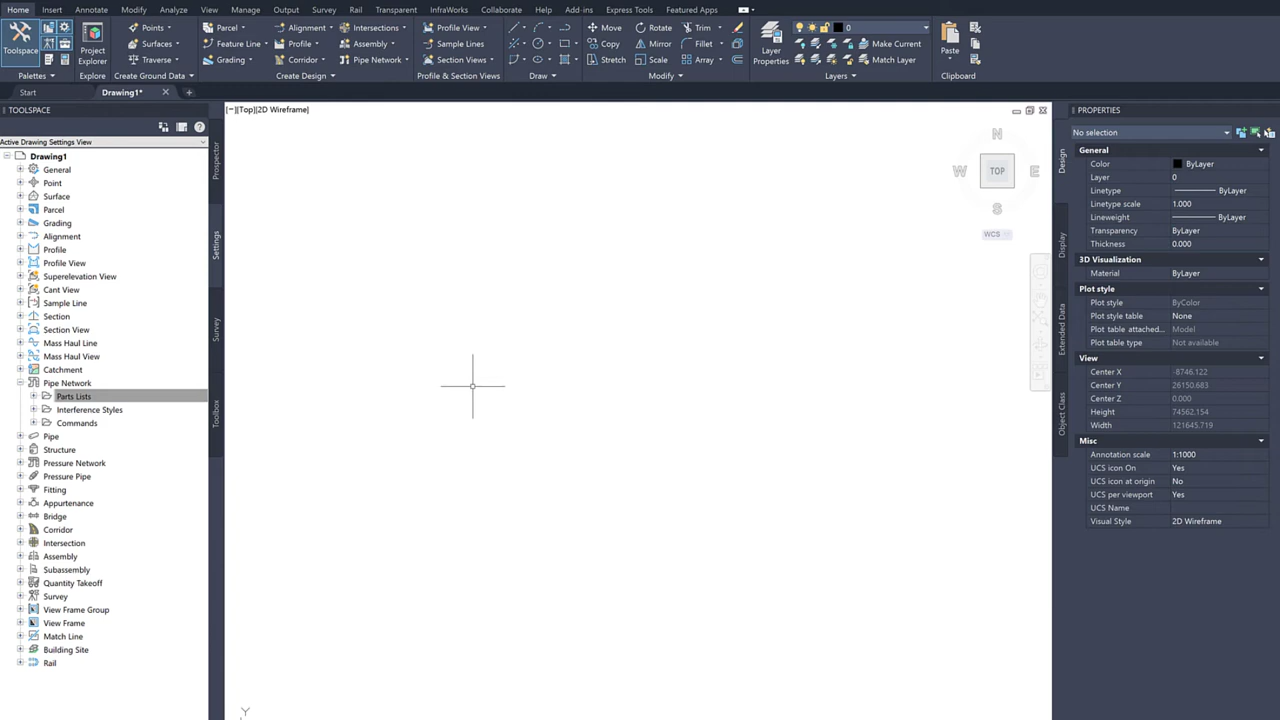 Home Insert Annotate Modify Analyze View Manage Output Survey Rail Transparent InfraWorks Collaborate Help Add-ins Express Tools Featured Apps
Toolspace
Palettes
Project Explorer
Explore
Points
Surfaces
Traverse
Create Ground Data
Parcel
Feature Line
Grading
Alignment
Profile
Corridor
Intersections
Assembly
Pipe Network
Create Design
Profile View
Sample Lines
Section Views
Profile & Section Views
Draw
Move
Copy
Stretch
Rotate
Mirror
Scale
Trim
Fillet
Array
Modify
Layer Properties
0
Make Current
Match Layer
Layers
Paste
Clipboard
Start
Drawing1*
TOOLSPACE
Active Drawing Settings View
Drawing1
General
Point
Surface
Parcel
Grading
Alignment
Profile
Profile View
Superelevation View
Cant View
Sample Line
Section
Section View
Mass Haul Line
Mass Haul View
Catchment
Pipe Network
Parts Lists
Interference Styles
Commands
Pipe
Structure
Pressure Network
Pressure Pipe
Fitting
Appurtenance
Bridge
Corridor
Intersection
Assembly
Subassembly
Quantity Takeoff
Survey
View Frame Group
View Frame
Match Line
Building Site
Rail
Prospector
Settings
Survey
Toolbox
[−][Top][2D Wireframe]
N
W TOP E
S
WCS
Y
Design
Display
Extended Data
Object Class
PROPERTIES
No selection
General
Color ByLayer
Layer 0
Linetype ByLayer
Linetype scale 1.000
Lineweight ByLayer
Transparency ByLayer
Thickness 0.000
3D Visualization
Material ByLayer
Plot style
Plot style ByColor
Plot style table None
Plot table attached... Model
Plot table type Not available
View
Center X -8746.122
Center Y 26150.683
Center Z 0.000
Height 74562.154
Width 121645.719
Misc
Annotation scale 1:1000
UCS icon On Yes
UCS icon at origin No
UCS per viewport Yes
UCS Name
Visual Style 2D Wireframe